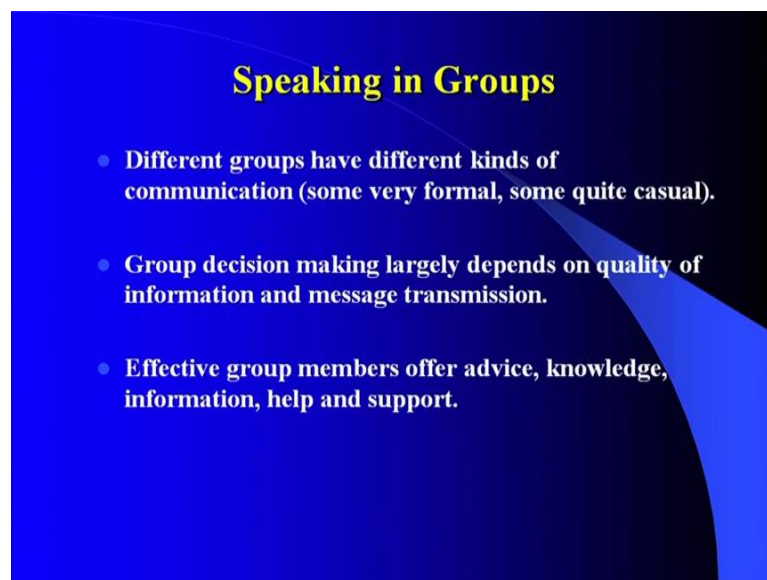 Speaking in Groups
Different groups have different kinds of
communication (some very formal, some quite casual).
Group decision making largely depends on quality of
information and message transmission.
Effective group members offer advice, knowledge,
information, help and support.